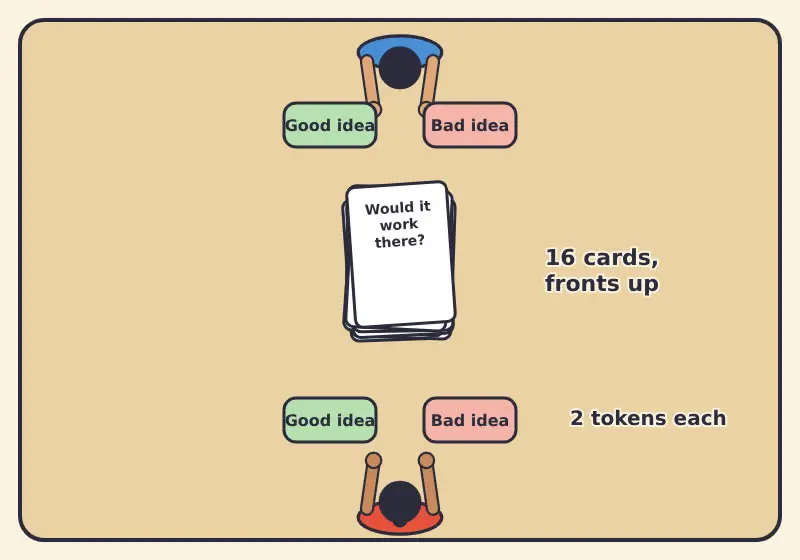 Good idea
Bad idea
Would it
work
there?
16 cards,
fronts up
Good idea
Bad idea
2 tokens each